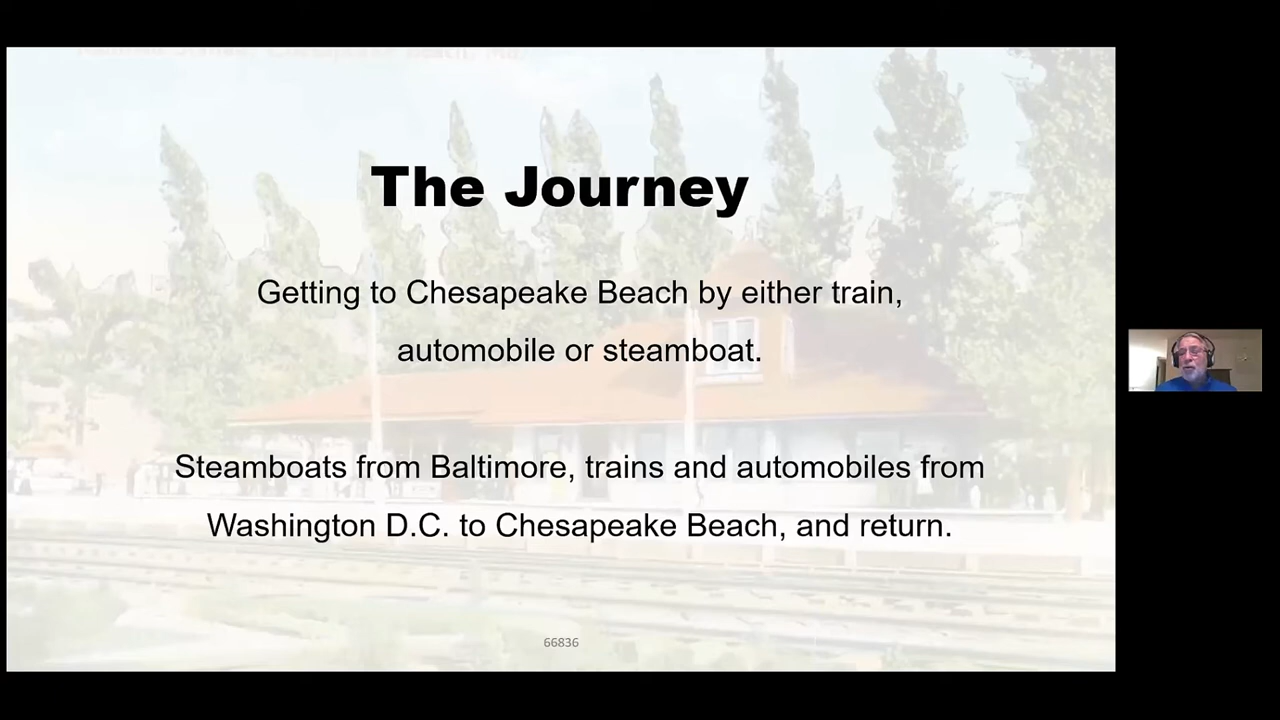 The Journey
Getting to Chesapeake Beach by either train,
automobile or steamboat.
Steamboats from Baltimore, trains and automobiles from
Washington D.C. to Chesapeake Beach, and return.
66836